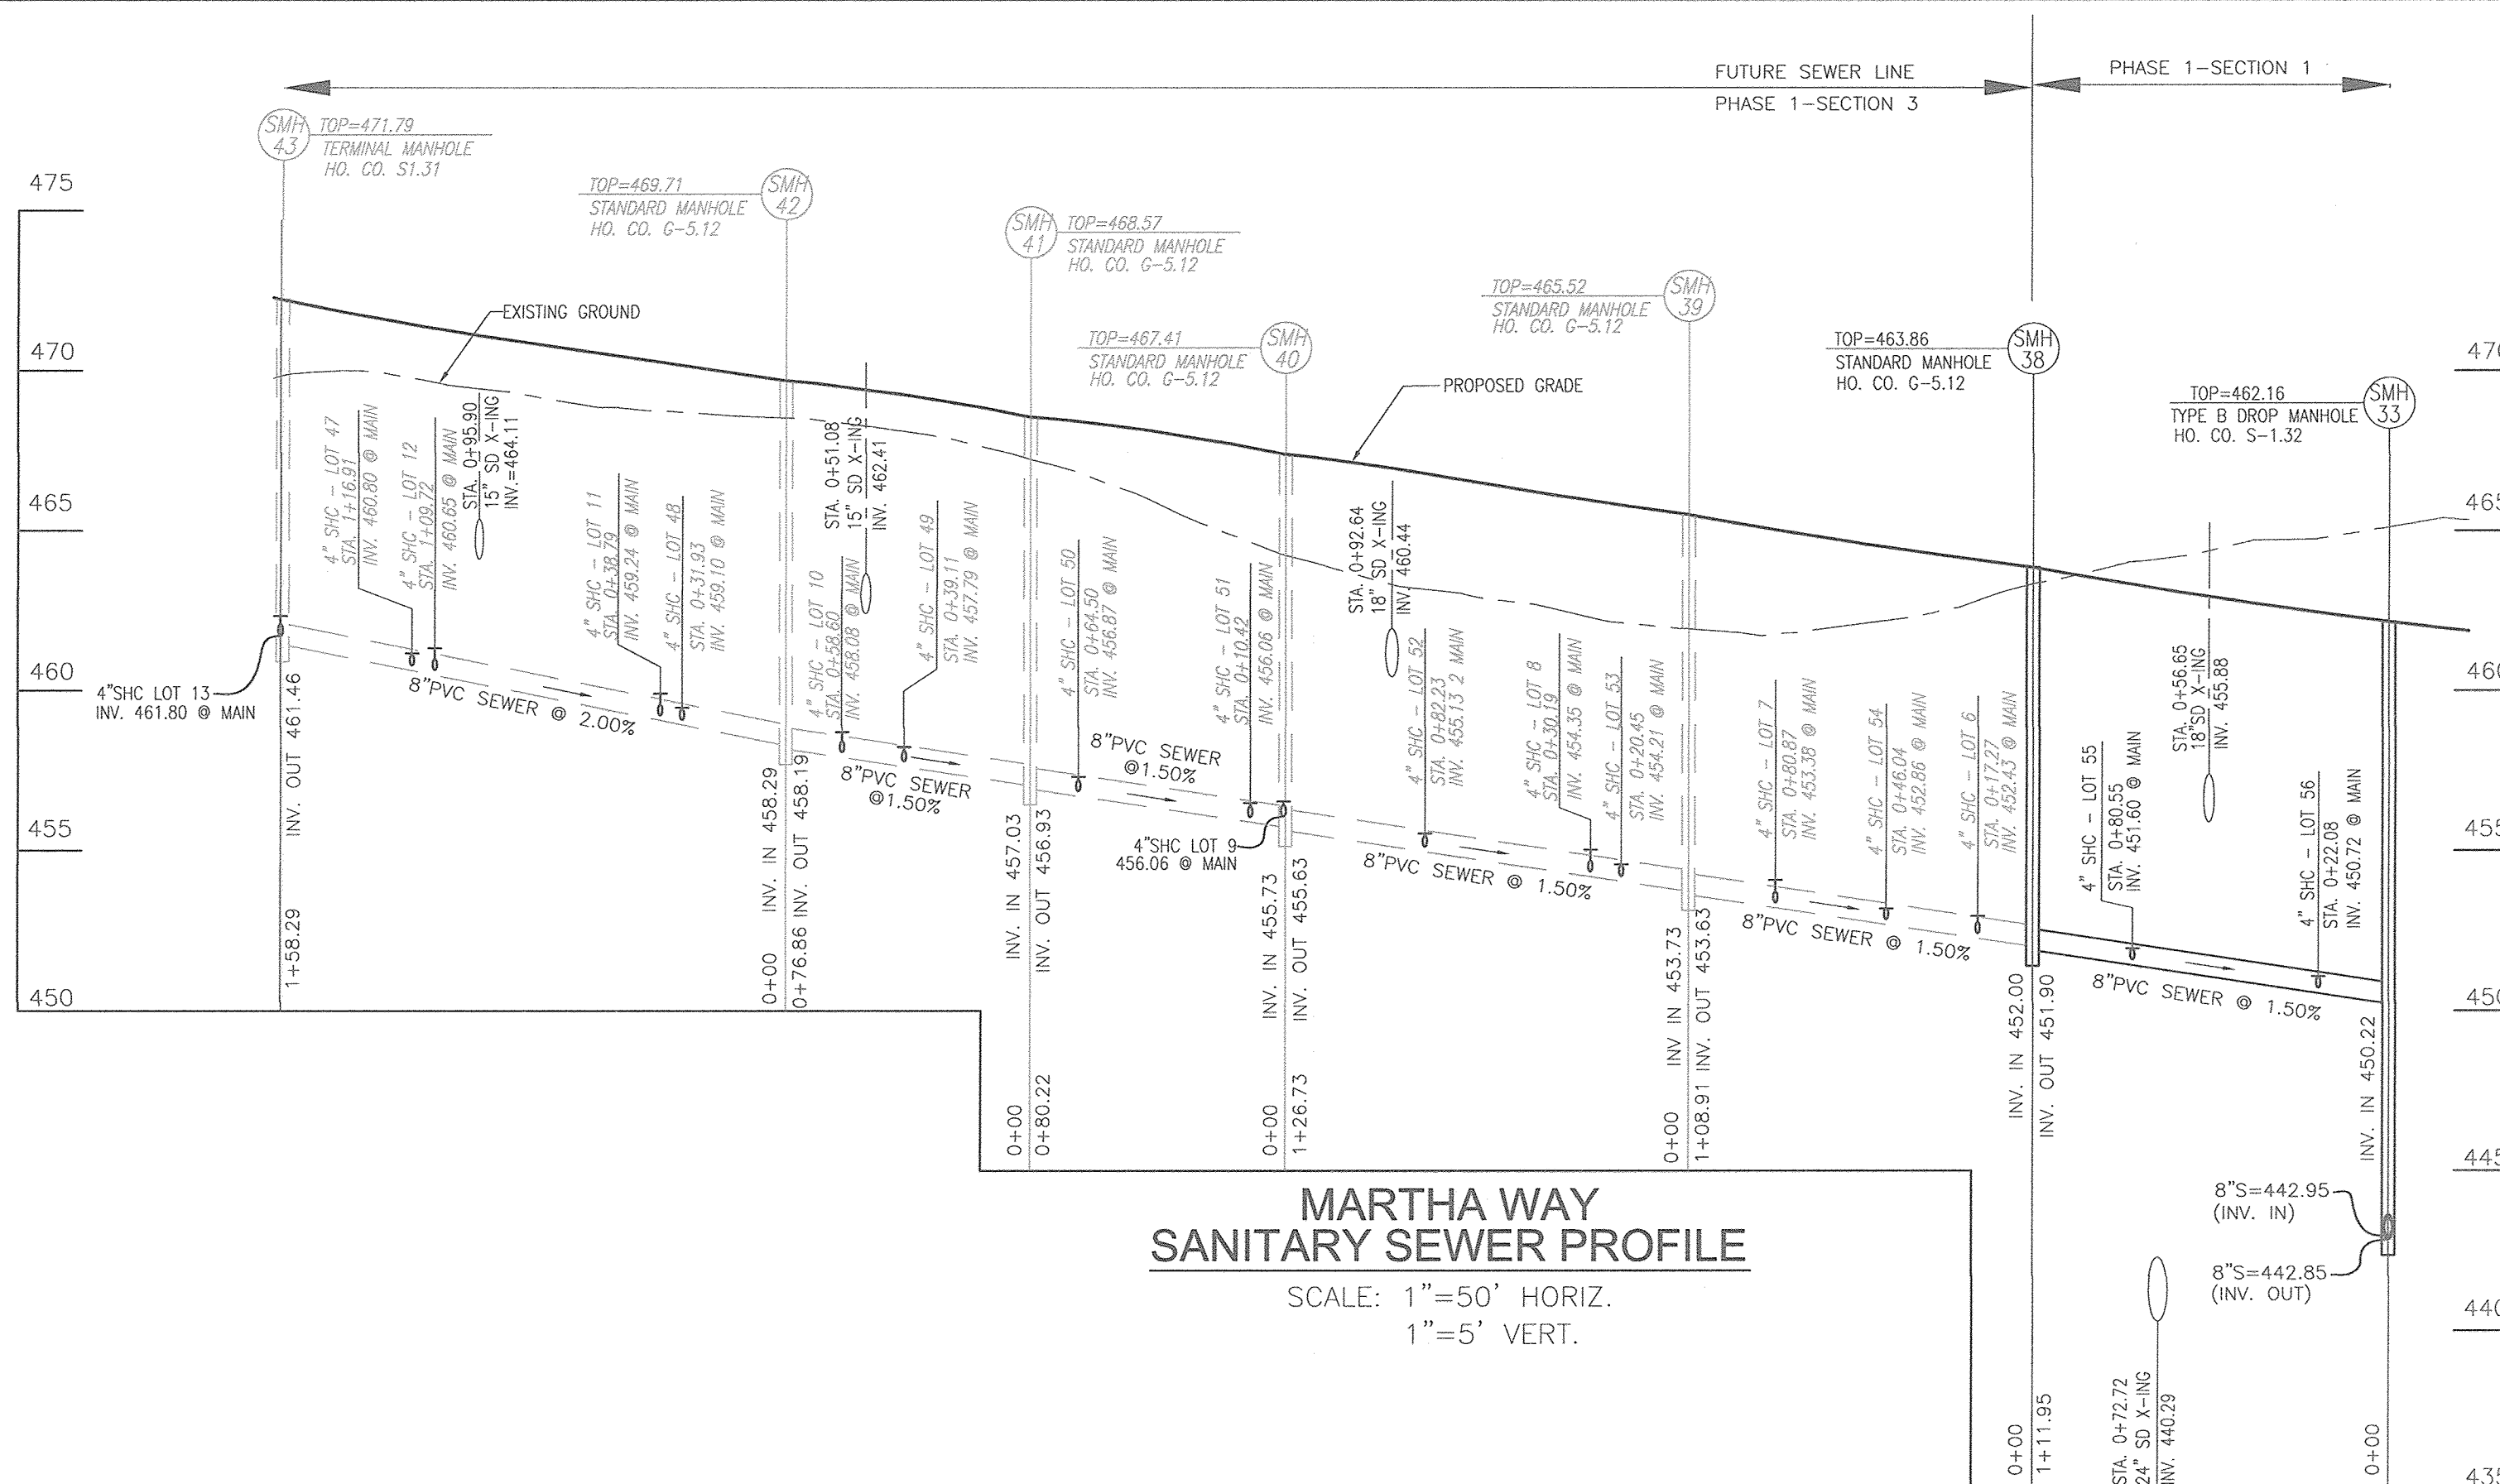 FUTURE SEWER LINE
PHASE 1-SECTION 3
PHASE 1-SECTION 1
SMH
43
TOP=471.79
TERMINAL MANHOLE
HO. CO. S1.31
SMH
42
TOP=469.71
STANDARD MANHOLE
HO. CO. G-5.12
SMH
41
TOP=468.57
STANDARD MANHOLE
HO. CO. G-5.12
SMH
40
TOP=467.41
STANDARD MANHOLE
HO. CO. G-5.12
SMH
39
TOP=465.52
STANDARD MANHOLE
HO. CO. G-5.12
SMH
38
TOP=463.86
STANDARD MANHOLE
HO. CO. G-5.12
SMH
33
TOP=462.16
TYPE B DROP MANHOLE
HO. CO. S-1.32
475
470
465
460
455
450
EXISTING GROUND
PROPOSED GRADE
4" SHC - LOT 47
STA. 1+16.91
INV. 460.80 @ MAIN
4" SHC - LOT 12
STA. 1+09.72
INV. 460.65 @ MAIN
STA. 0+95.90
15" SD X-ING
INV.=464.11
4" SHC - LOT 11
STA. 0+38.79
INV. 459.24 @ MAIN
4" SHC - LOT 48
STA. 0+31.93
INV. 459.10 @ MAIN
4" SHC - LOT 10
STA. 0+58.60
INV. 458.08 @ MAIN
STA. 0+51.08
15" SD X-ING
INV. 462.41
4" SHC - LOT 49
STA. 0+39.11
INV. 457.79 @ MAIN
4" SHC - LOT 50
STA. 0+64.50
INV. 456.87 @ MAIN
4" SHC - LOT 51
STA. 0+10.42
INV. 456.06 @ MAIN
STA. 0+92.64
18" SD X-ING
INV. 460.44
4" SHC - LOT 52
STA. 0+82.23
INV. 455.13 2 MAIN
4" SHC - LOT 8
STA. 0+30.19
INV. 454.35 @ MAIN
4" SHC - LOT 53
STA. 0+20.45
INV. 454.21 @ MAIN
4" SHC - LOT 7
STA. 0+80.87
INV. 453.38 @ MAIN
4" SHC - LOT 54
STA. 0+46.04
INV. 452.86 @ MAIN
4" SHC - LOT 6
STA. 0+17.27
INV. 452.43 @ MAIN
4" SHC - LOT 55
STA. 0+80.55
INV. 451.60 @ MAIN
STA. 0+56.65
18"SD X-ING
INV. 455.88
4" SHC - LOT 56
STA. 0+22.08
INV. 450.72 @ MAIN
4"SHC LOT 13
INV. 461.80 @ MAIN
8"PVC SEWER @ 2.00%
8"PVC SEWER
@1.50%
8"PVC SEWER
@1.50%
4"SHC LOT 9
456.06 @ MAIN
8"PVC SEWER @ 1.50%
8"PVC SEWER @ 1.50%
8"PVC SEWER @ 1.50%
INV. OUT 461.46
1+58.29
INV. IN 458.29
0+00
0+76.86 INV. OUT 458.19
INV. IN 457.03
INV. OUT 456.93
0+00
0+80.22
INV. IN 455.73
INV. OUT 455.63
0+00
1+26.73
INV IN 453.73
0+00
1+08.91 INV. OUT 453.63
INV. IN 452.00
INV. OUT 451.90
0+00
1+11.95
INV. IN 450.22
0+00
8"S=442.95
(INV. IN)
8"S=442.85
(INV. OUT)
STA. 0+72.72
24" SD X-ING
INV. 440.29
445
MARTHA WAY
SANITARY SEWER PROFILE
SCALE: 1"=50' HORIZ.
1"=5' VERT.